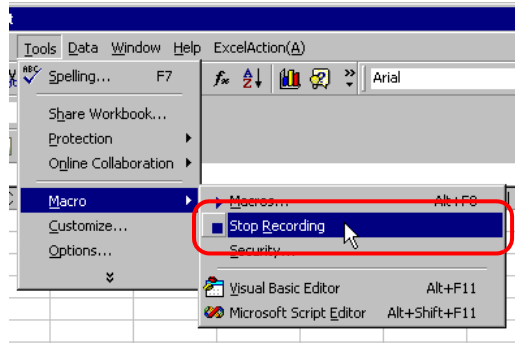 Tools Data Window Help ExcelAction(A)
Spelling... F7
Arial
Share Workbook...
Protection
Online Collaboration
Macro
Macros... Alt+F8
Customize...
Stop Recording
Options...
Security...
Visual Basic Editor Alt+F11
Microsoft Script Editor Alt+Shift+F11